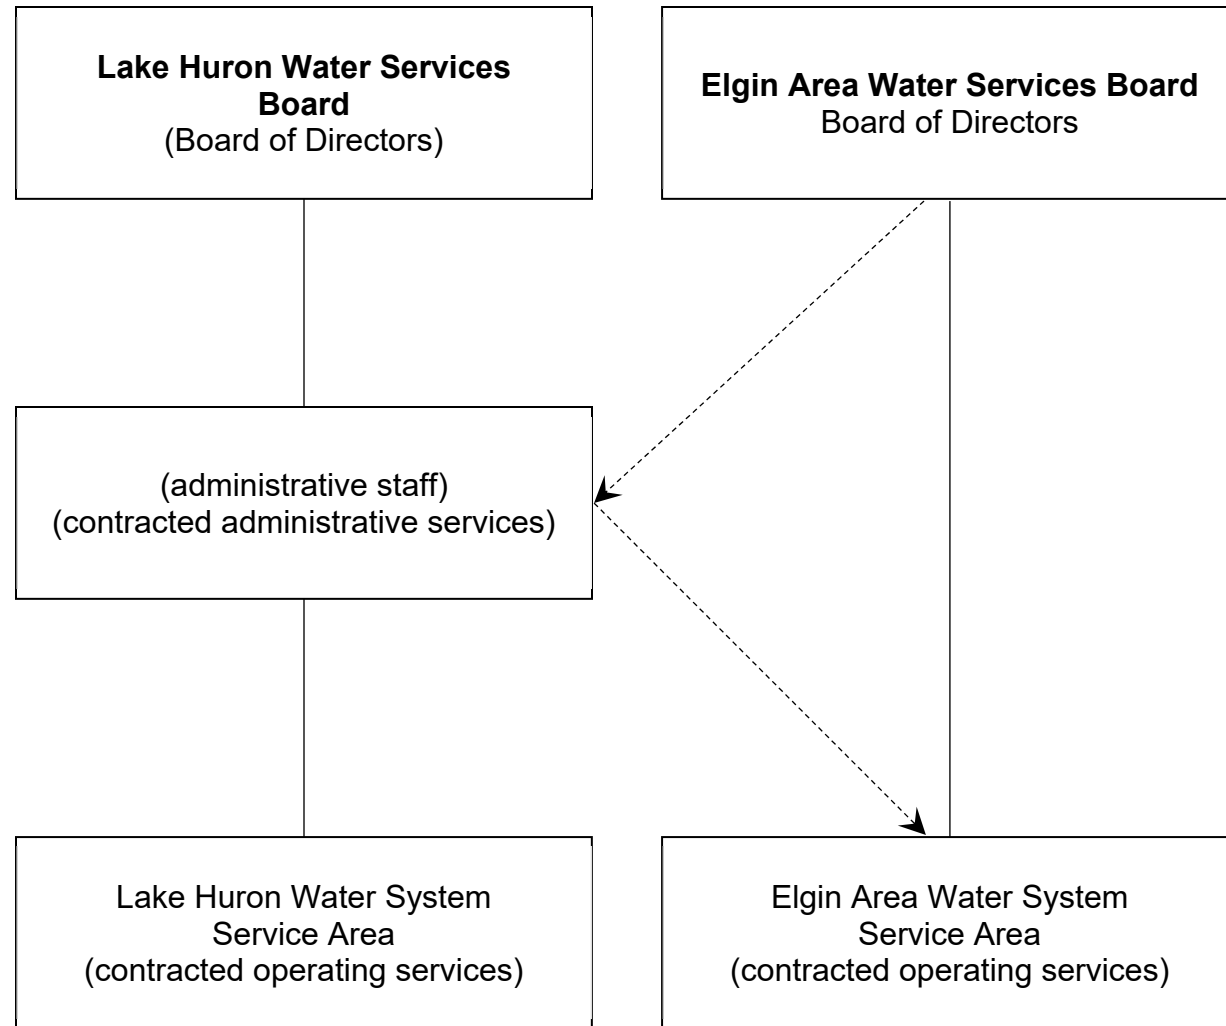 Lake Huron Water Services
Board
(Board of Directors)
Elgin Area Water Services Board
Board of Directors
(administrative staff)
(contracted administrative services)
Lake Huron Water System
Service Area
(contracted operating services)
Elgin Area Water System
Service Area
(contracted operating services)